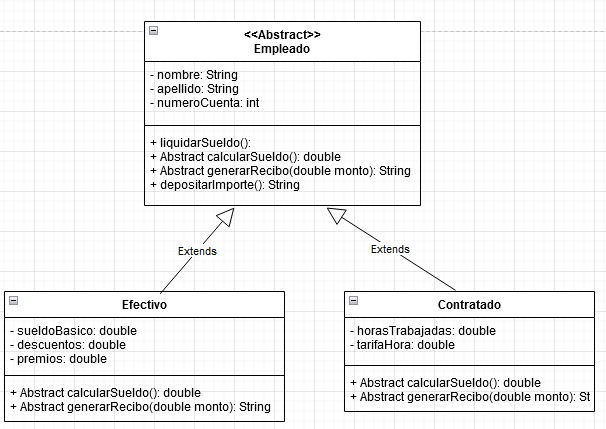 <<Abstract>>
Empleado
- nombre: String
- apellido: String
- numeroCuenta: int
+ liquidarSueldo():
+ Abstract calcularSueldo(): double
+ Abstract generarRecibo(double monto): String
+ depositarImporte(): String
Extends
Extends
Efectivo
- sueldoBasico: double
- descuentos: double
- premios: double
+ Abstract calcularSueldo(): double
+ Abstract generarRecibo(double monto): String
Contratado
- horasTrabajadas: double
- tarifaHora: double
+ Abstract calcularSueldo(): double
+ Abstract generarRecibo(double monto): St